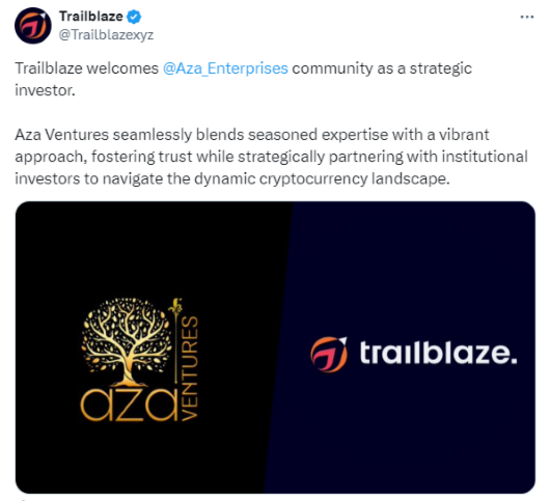 Trailblaze
@Trailblazexyz
Trailblaze welcomes @Aza_Enterprises community as a strategic
investor.
Aza Ventures seamlessly blends seasoned expertise with a vibrant
approach, fostering trust while strategically partnering with institutional
investors to navigate the dynamic cryptocurrency landscape.
aza
VENTURES
trailblaze.